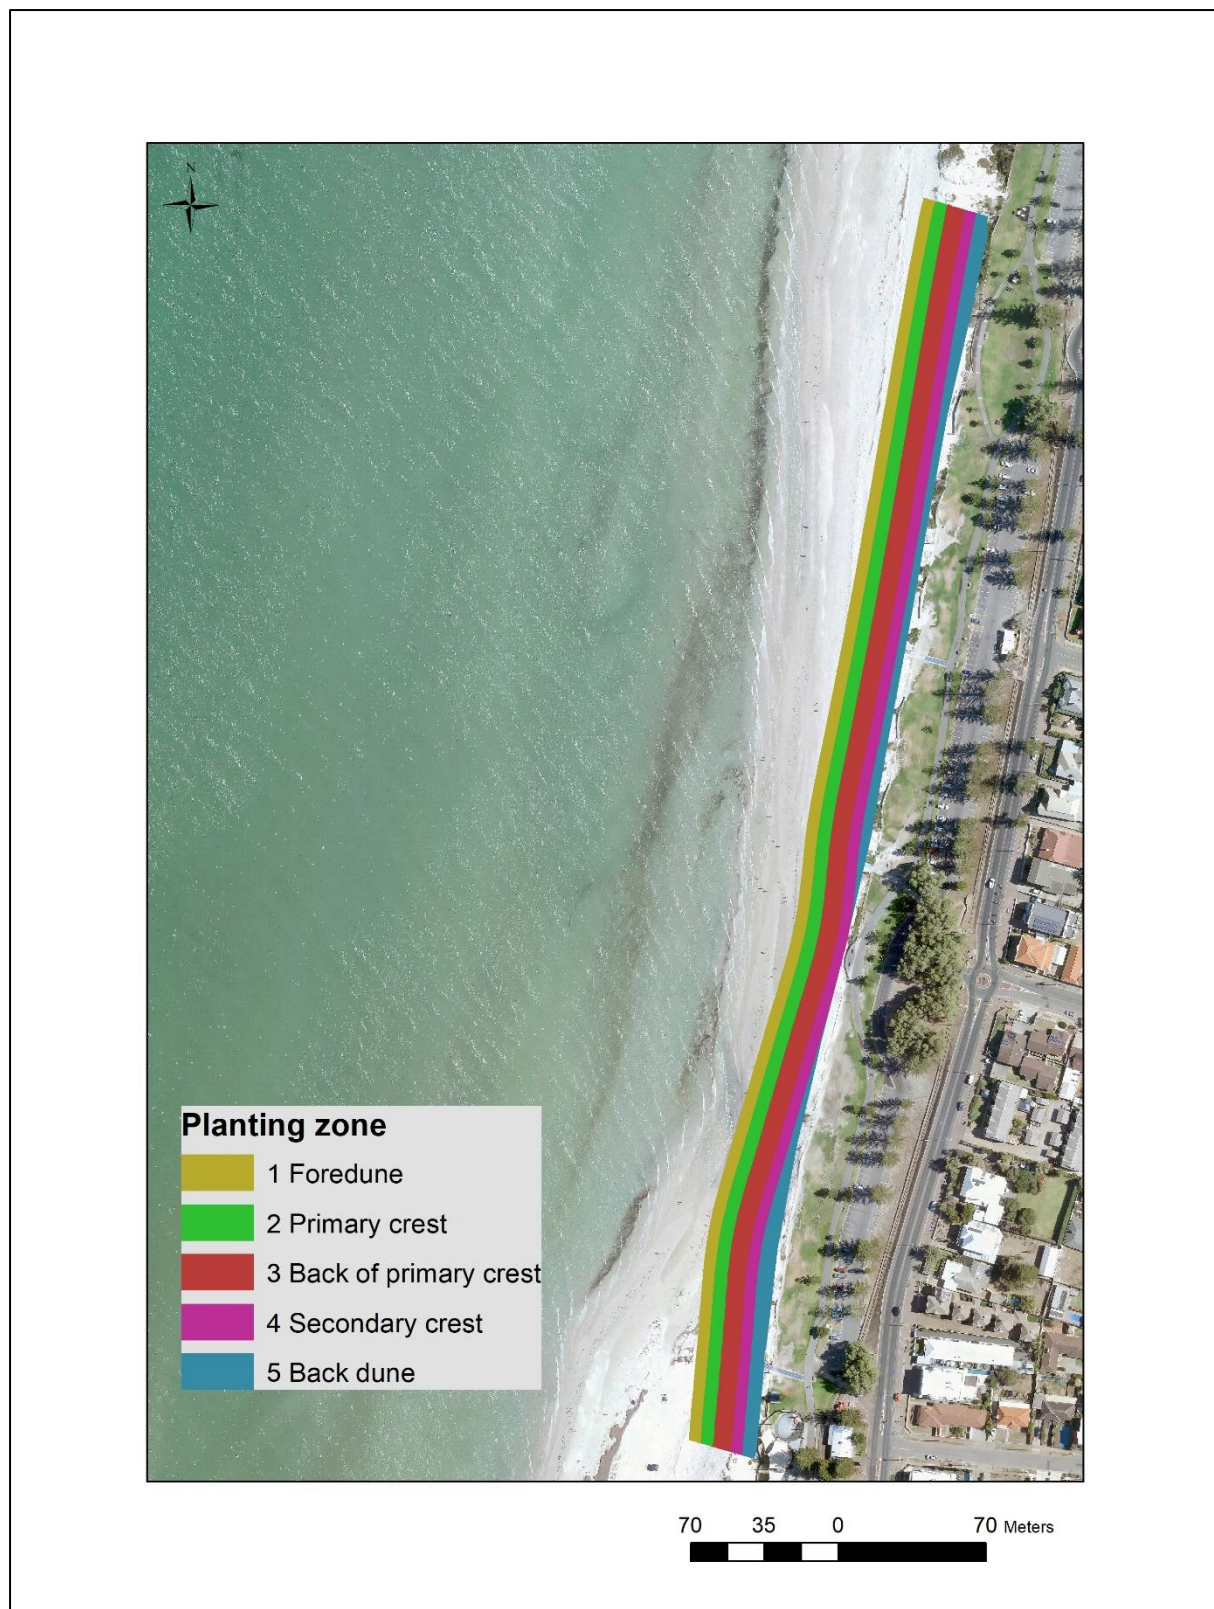 N
Planting zone
1 Foredune
2 Primary crest
3 Back of primary crest
4 Secondary crest
5 Back dune
70 35 0 70 Meters